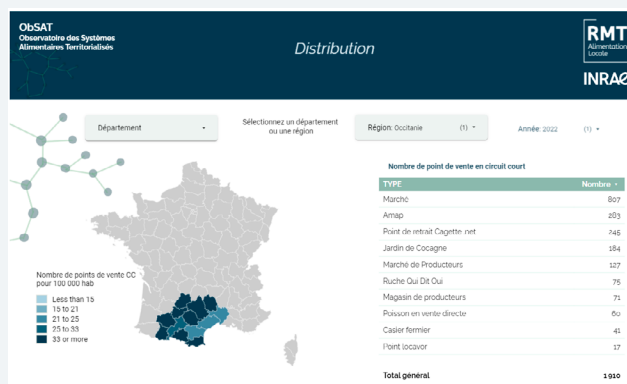 ObSAT
Observatoire des Systèmes
Alimentaires Territorialisés
Distribution
RMT
Alimentation
Locale
INRAE
Département
Sélectionnez un département
ou une région
Région: Occitanie (1)
Année: 2022 (1)
Nombre de point de vente en circuit court
TYPE Nombre
Marché 807
Amap 283
Point de retrait Cagette.net 245
Jardin de Cocagne 184
Marché de Producteurs 127
Ruche Qui Dit Oui 75
Magasin de producteurs 71
Poisson en vente directe 60
Casier fermier 41
Point locavor 17
Total général 1 910
Nombre de points de vente CC
pour 100 000 hab
Less than 15
15 to 21
21 to 25
25 to 33
33 or more